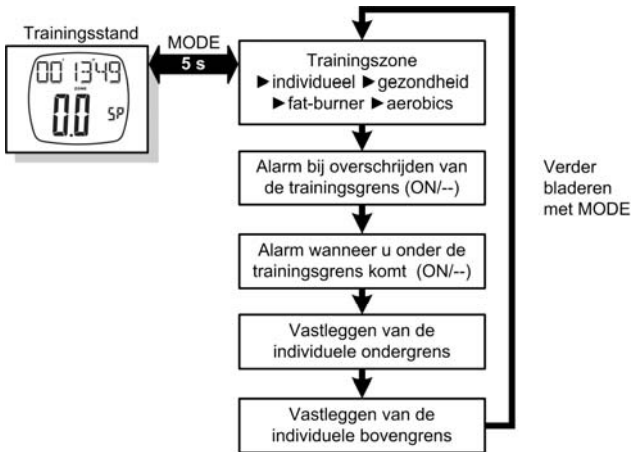 Trainingsstand
00 13'49
ZONE
0.0 SP
MODE
5 s
Trainingszone
►individueel ►gezondheid
►fat-burner ►aerobics
Alarm bij overschrijden van
de trainingsgrens (ON/--)
Alarm wanneer u onder de
trainingsgrens komt (ON/--)
Vastleggen van de
individuele ondergrens
Vastleggen van de
individuele bovengrens
Verder
bladeren
met MODE